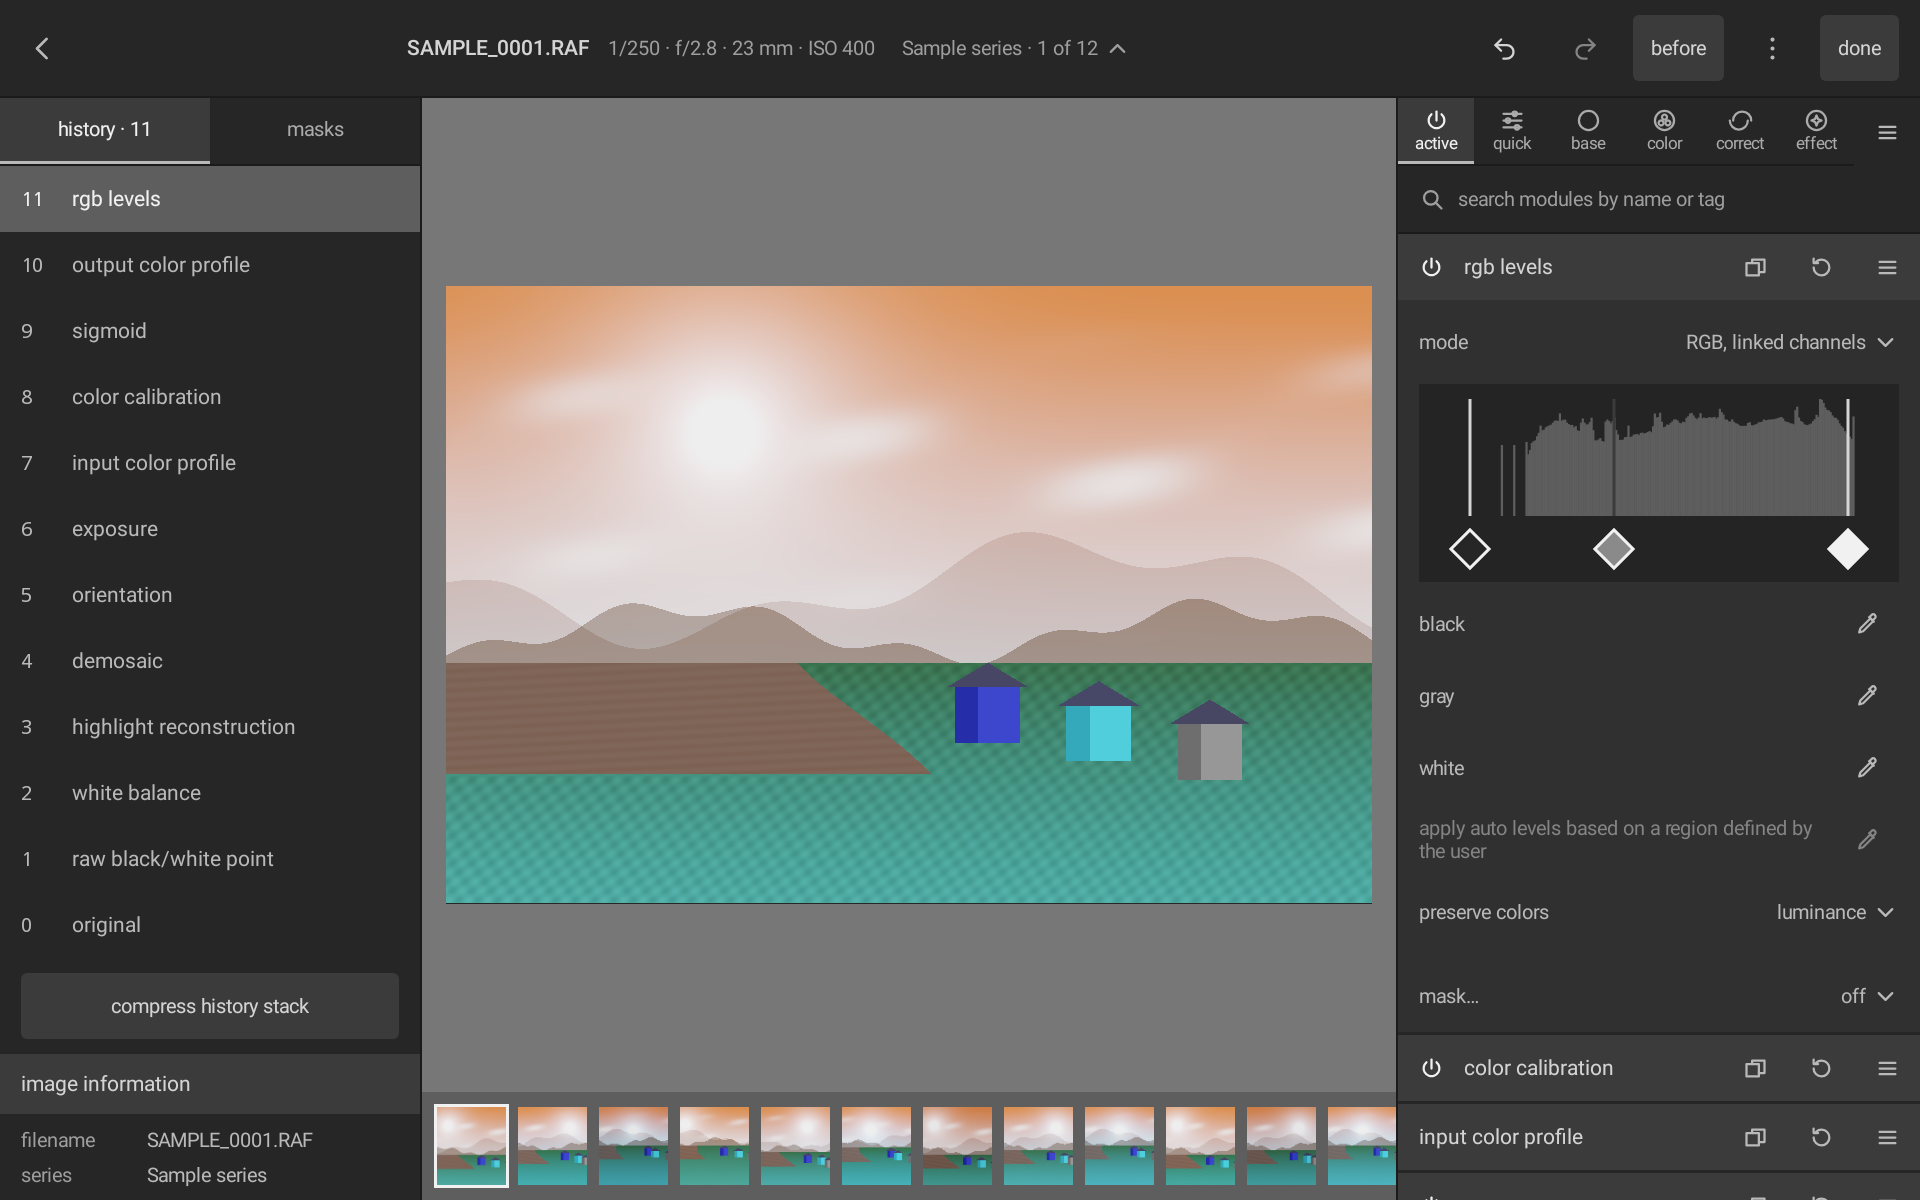 SAMPLE_0001.RAF 1/250 · f/2.8 · 23 mm · ISO 400 Sample series · 1 of 12
before
done
history · 11
masks
11 rgb levels
10 output color profile
9 sigmoid
8 color calibration
7 input color profile
6 exposure
5 orientation
4 demosaic
3 highlight reconstruction
2 white balance
1 raw black/white point
0 original
compress history stack
image information
filename SAMPLE_0001.RAF
series Sample series
active quick base color correct effect
search modules by name or tag
rgb levels
mode RGB, linked channels
black
gray
white
apply auto levels based on a region defined by
the user
preserve colors luminance
mask... off
color calibration
input color profile